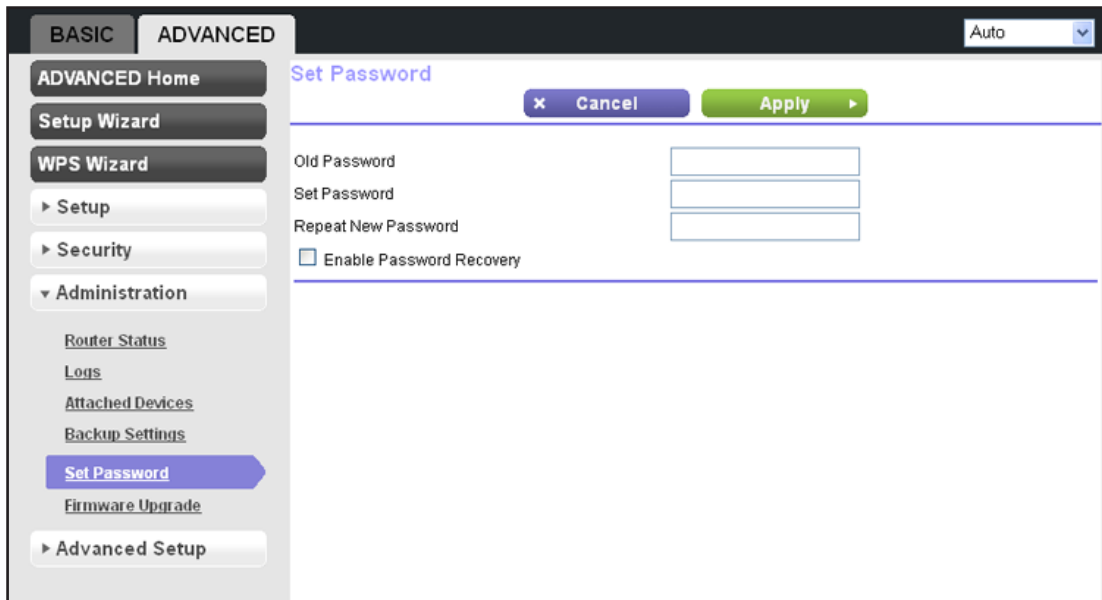 BASIC
ADVANCED
Auto
ADVANCED Home
Setup Wizard
WPS Wizard
Setup
Security
Administration
Router Status
Logs
Attached Devices
Backup Settings
Set Password
Firmware Upgrade
Advanced Setup
Set Password
Cancel
Apply
Old Password
Set Password
Repeat New Password
Enable Password Recovery